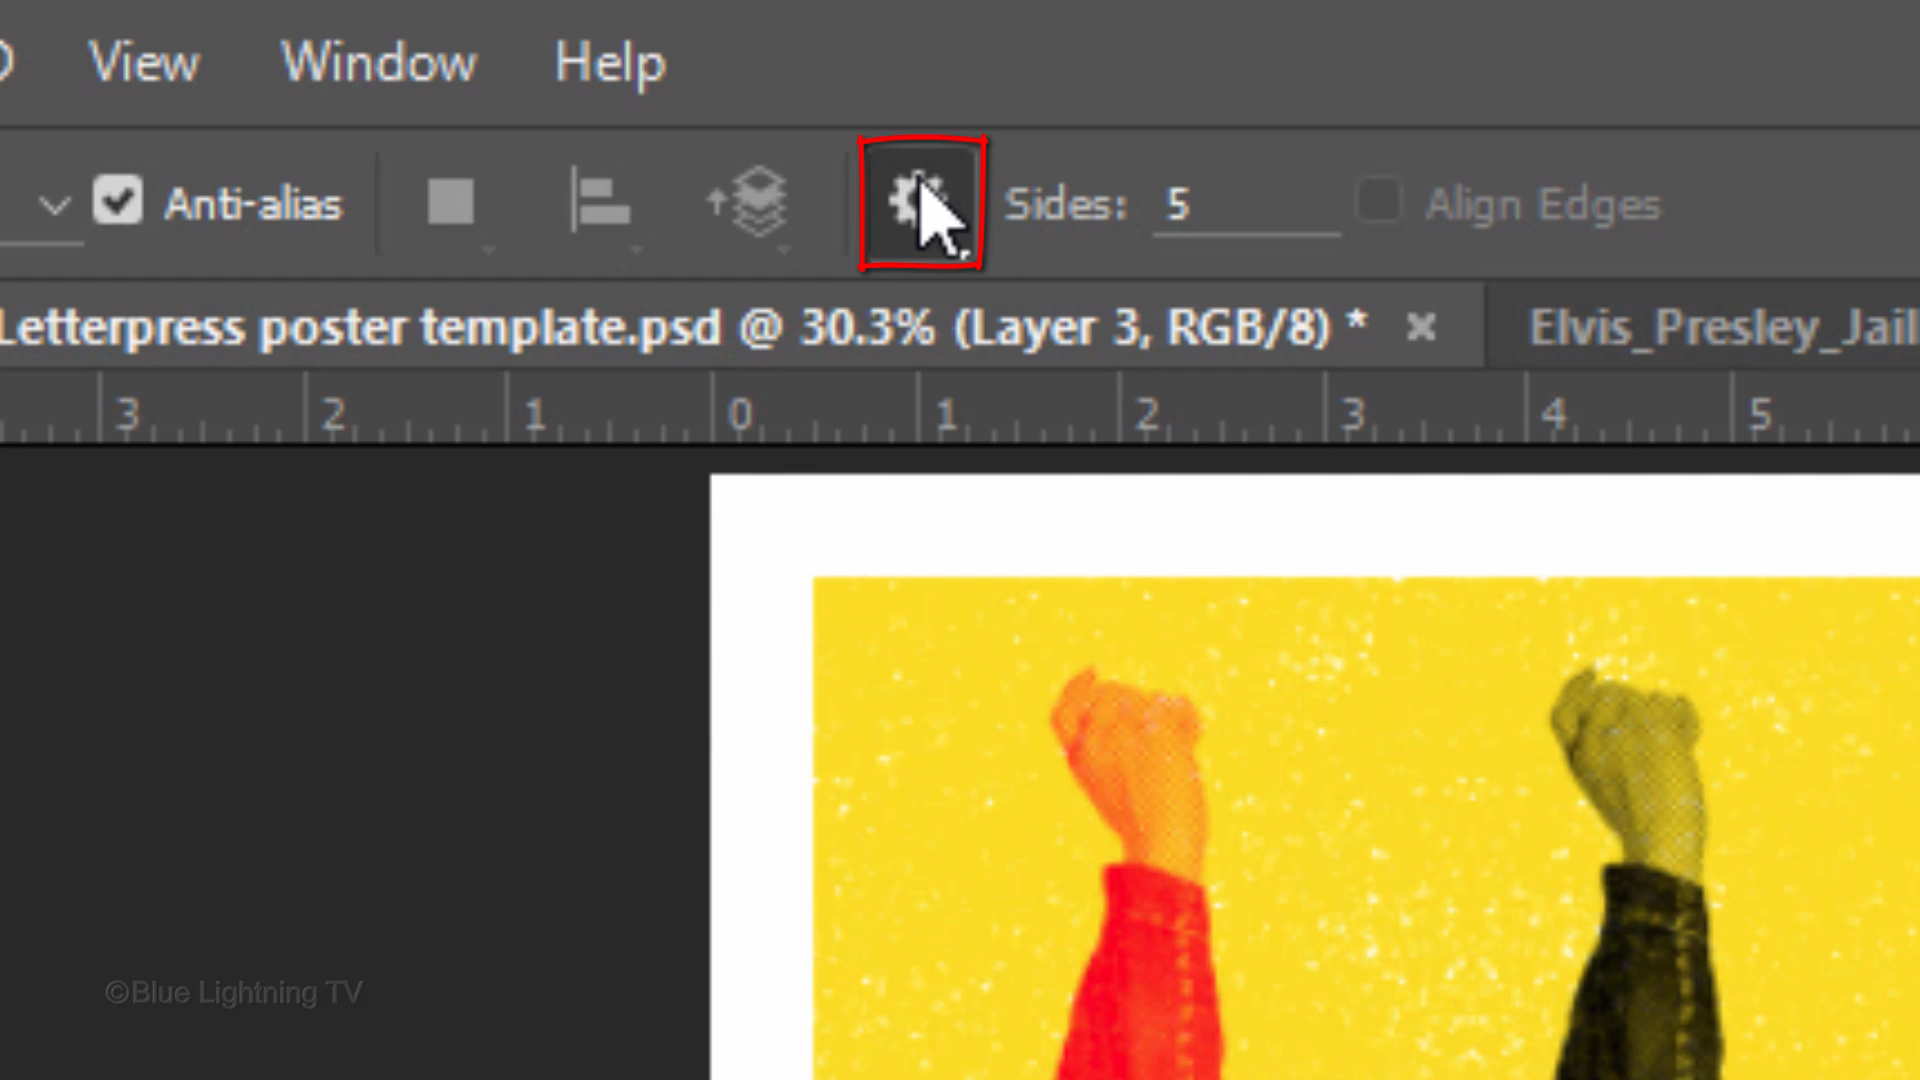 View Window Help
Anti-alias Sides: 5 Align Edges
Letterpress poster template.psd @ 30.3% (Layer 3, RGB/8) * × Elvis_Presley_Jail
3 2 1 0 1 2 3 4 5
©Blue Lightning TV